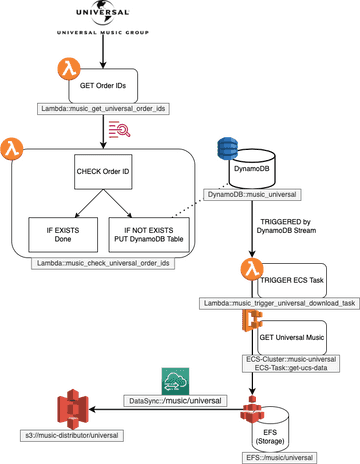 UNIVERSAL
UNIVERSAL MUSIC GROUP
GET Order IDs
Lambda::music_get_universal_order_ids
CHECK Order ID
IF EXISTS
Done
IF NOT EXISTS
PUT DynamoDB Table
Lambda::music_check_universal_order_ids
DynamoDB
DynamoDB::music_universal
TRIGGERED by
DynamoDB Stream
TRIGGER ECS Task
Lambda::music_trigger_universal_download_task
GET Universal Music
ECS-Cluster::music-universal
ECS-Task::get-ucs-data
DataSync::/music/universal
s3://music-distributor/universal
EFS
(Storage)
EFS::/music/universal